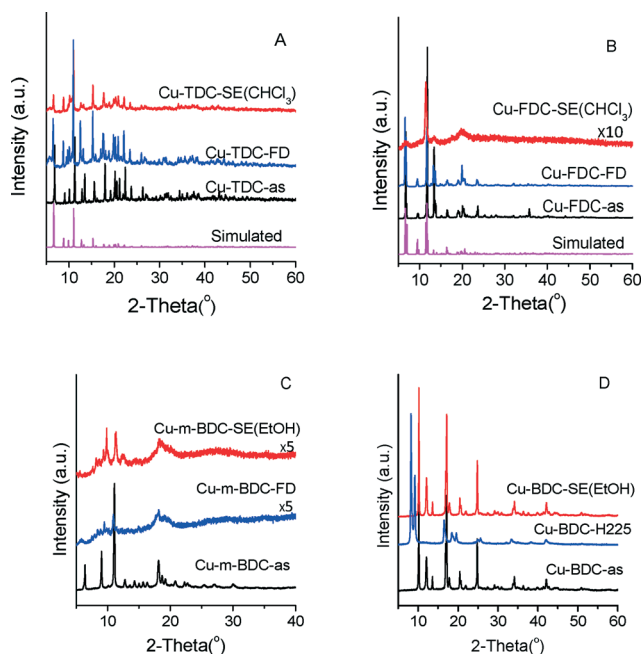 A
Intensity (a.u.)
Cu-TDC-SE(CHCl3)
Cu-TDC-FD
Cu-TDC-as
Simulated
10 20 30 40 50 60
2-Theta(°)
B
Intensity (a.u.)
Cu-FDC-SE(CHCl3)
x10
Cu-FDC-FD
Cu-FDC-as
Simulated
10 20 30 40 50 60
2-Theta(°)
C
Intensity (a.u.)
Cu-m-BDC-SE(EtOH)
x5
Cu-m-BDC-FD
x5
Cu-m-BDC-as
10 20 30 40
2-Theta(°)
D
Intensity (a.u.)
Cu-BDC-SE(EtOH)
Cu-BDC-H225
Cu-BDC-as
10 20 30 40 50 60
2-Theta(°)